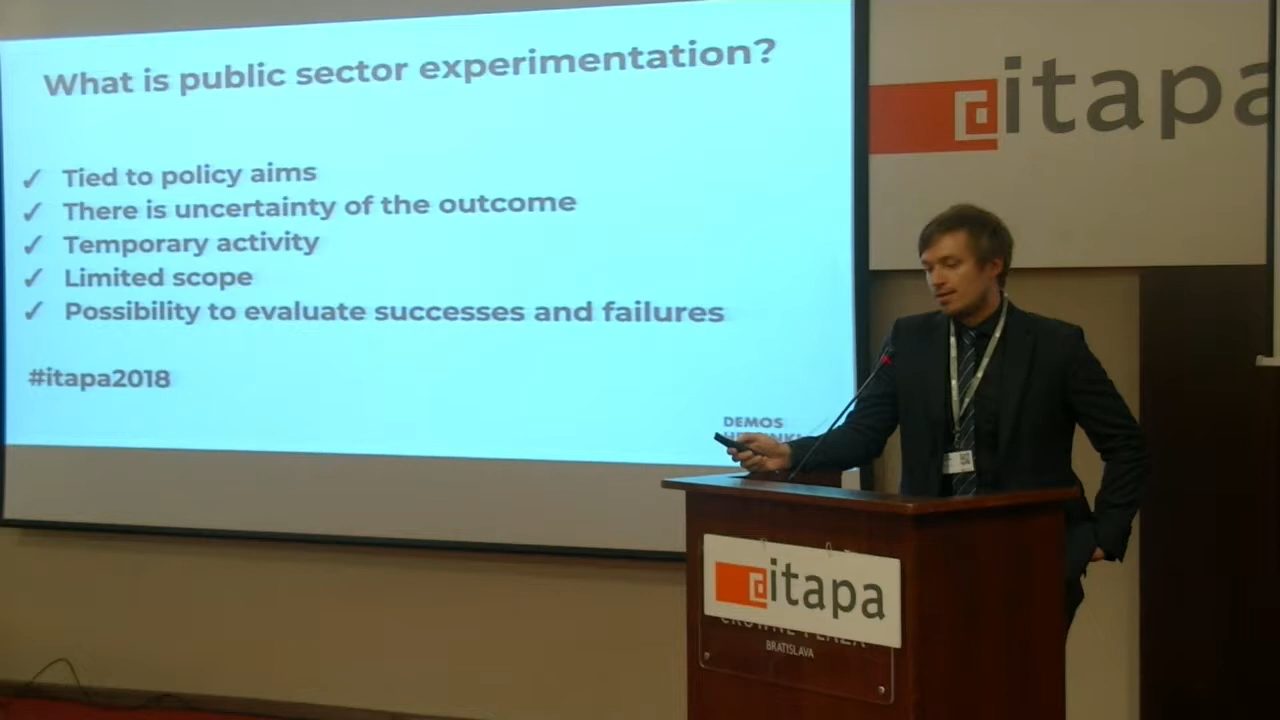 What is public sector experimentation?
✓ Tied to policy aims
✓ There is uncertainty of the outcome
✓ Temporary activity
✓ Limited scope
✓ Possibility to evaluate successes and failures
#itapa2018
DEMOS
itapa
itapa
BRATISLAVA